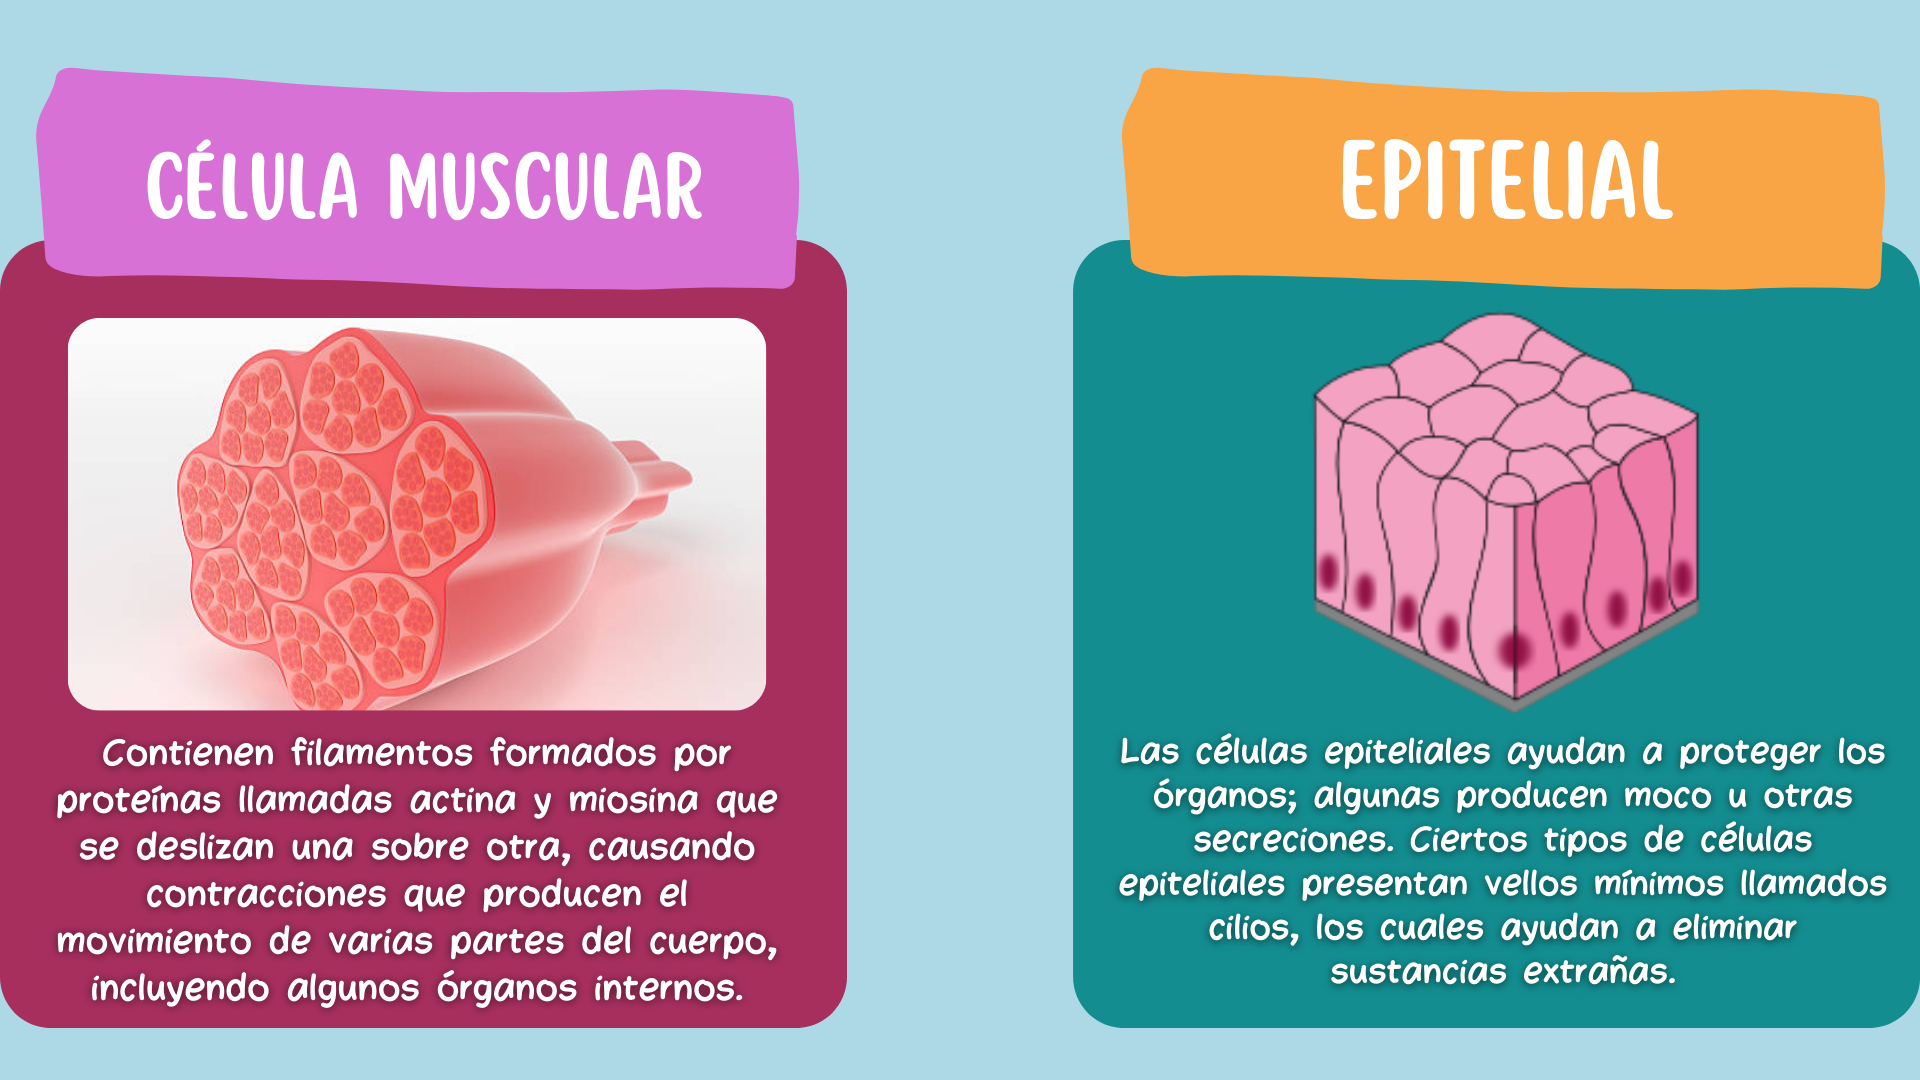 CÉLULA MUSCULAR
Contienen filamentos formados por
proteínas llamadas actina y miosina que
se deslizan una sobre otra, causando
contracciones que producen el
movimiento de varias partes del cuerpo,
incluyendo algunos órganos internos.
EPITELIAL
Las células epiteliales ayudan a proteger los
órganos; algunas producen moco u otras
secreciones. Ciertos tipos de células
epiteliales presentan vellos mínimos llamados
cilios, los cuales ayudan a eliminar
sustancias extrañas.